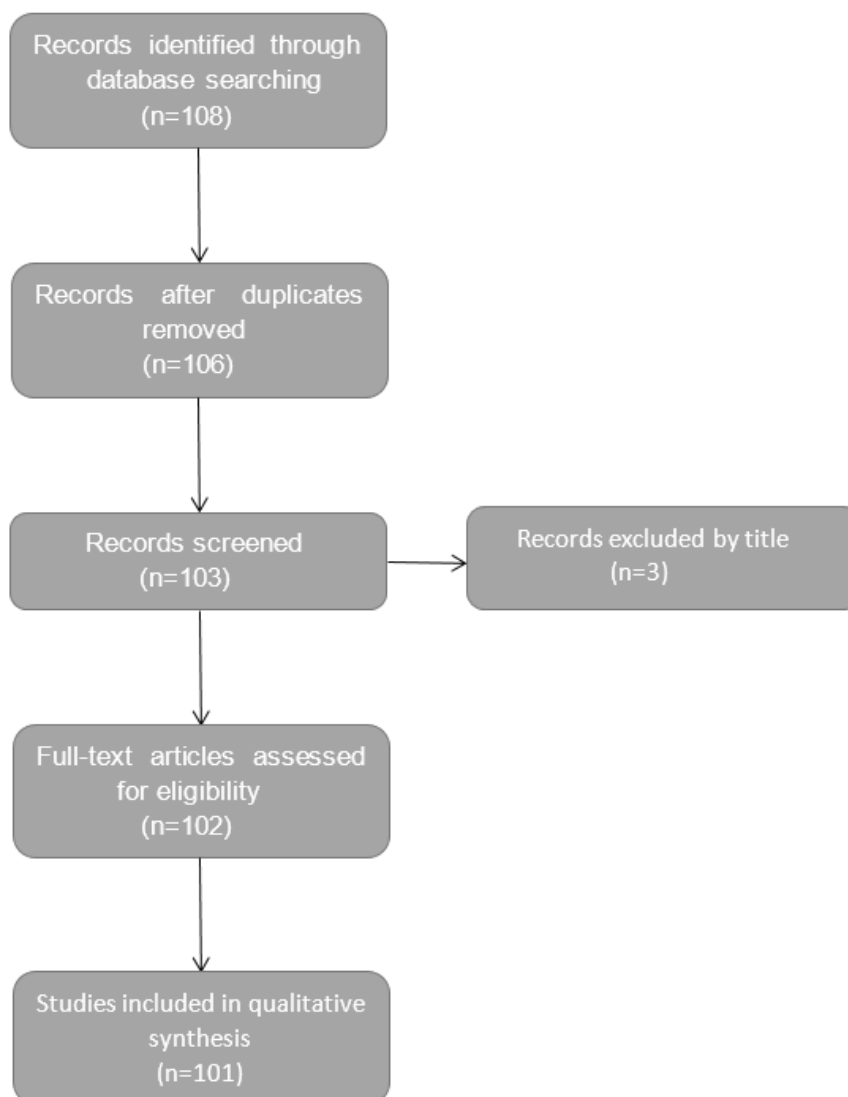 Records identified through
database searching
(n=108)
Records after duplicates
removed
(n=106)
Records screened
(n=103)
Records excluded by title
(n=3)
Full-text articles assessed
for eligibility
(n=102)
Studies included in qualitative
synthesis
(n=101)